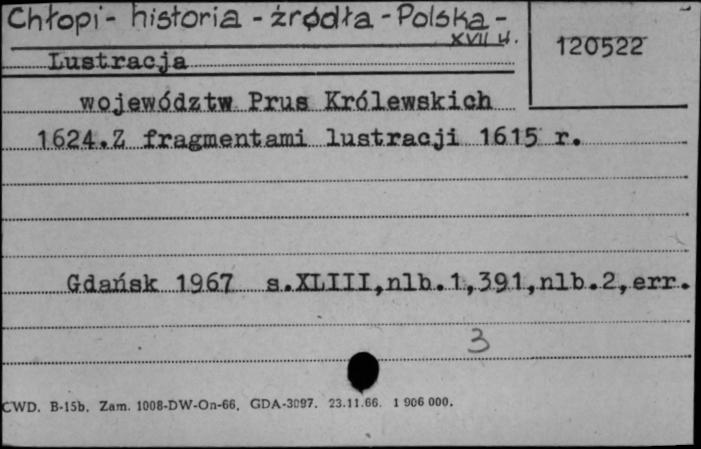 Chłopi - historia - źródła - Polska -
XVII w.
120522
Lustracja
województw Prus Królewskich
1624.Z fragmentami lustracji 1615 r.
Gdańsk 1967 s.XLIII,nlb.1,391,nlb.2,err.
3
CWD. B-15b. Zam. 1008-DW-On-66. GDA-3097. 23.11.66. 1 906 000.